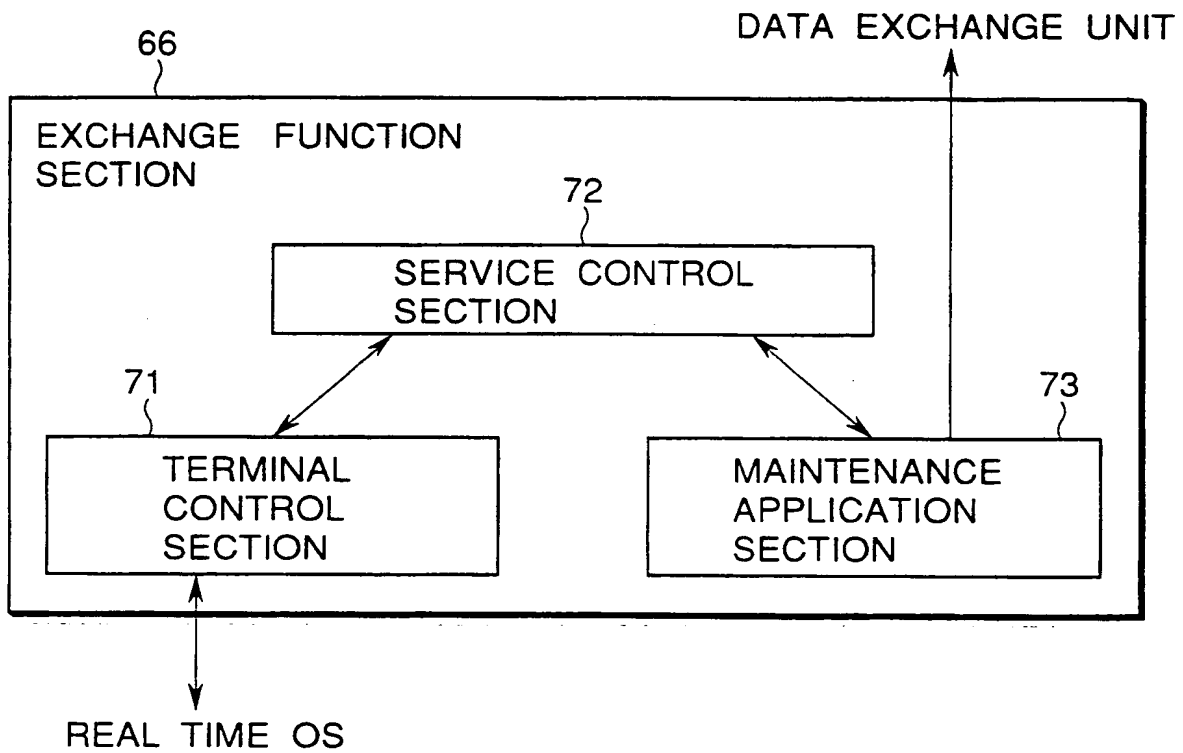 DATA EXCHANGE UNIT
66
EXCHANGE FUNCTION
SECTION
72
SERVICE CONTROL
SECTION
71
TERMINAL
CONTROL
SECTION
73
MAINTENANCE
APPLICATION
SECTION
REAL TIME OS